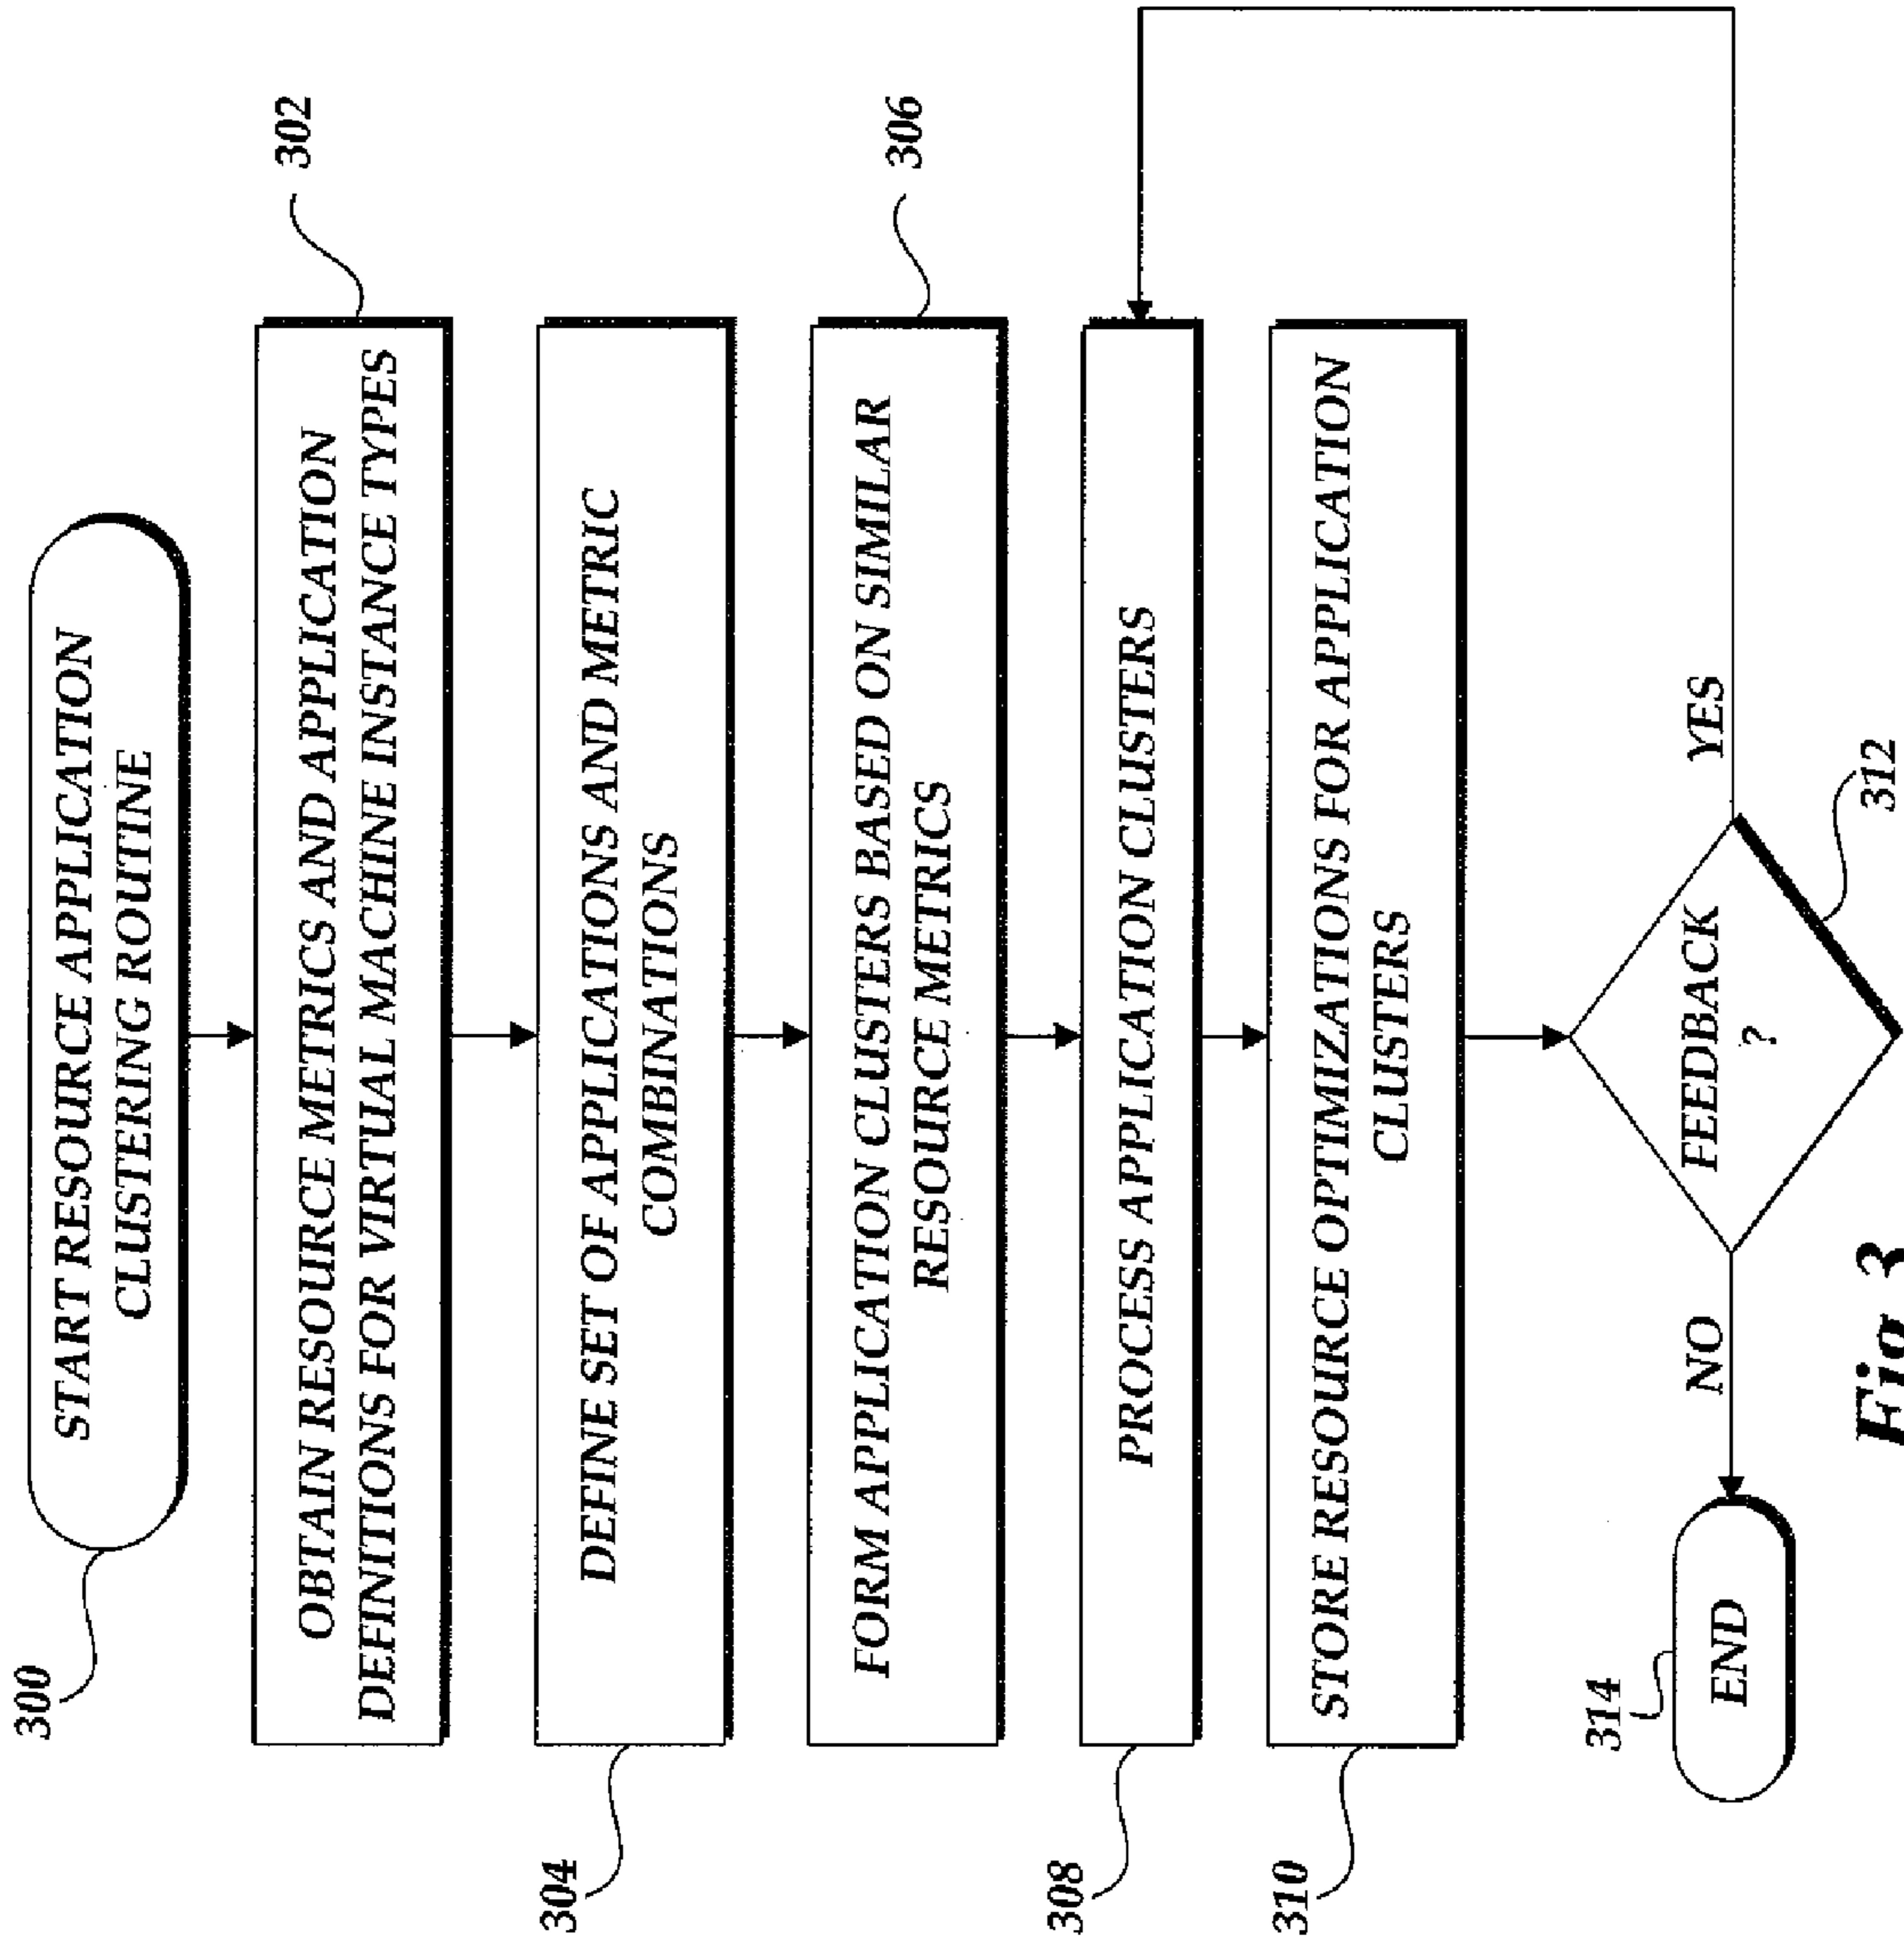 300
START RESOURCE APPLICATION
CLUSTERING ROUTINE
302
OBTAIN RESOURCE METRICS AND APPLICATION
DEFINITIONS FOR VIRTUAL MACHINE INSTANCE TYPES
304
DEFINE SET OF APPLICATIONS AND METRIC
COMBINATIONS
306
FORM APPLICATION CLUSTERS BASED ON SIMILAR
RESOURCE METRICS
308
PROCESS APPLICATION CLUSTERS
310
STORE RESOURCE OPTIMIZATIONS FOR APPLICATION
CLUSTERS
312
FEEDBACK
?
YES
NO
314
END
Fig. 3